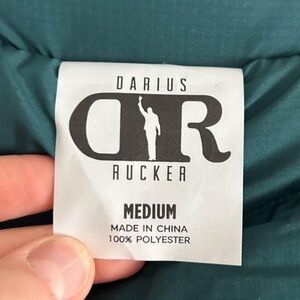 DARIUS
DR
RUCKER
MEDIUM
MADE IN CHINA
100% POLYESTER